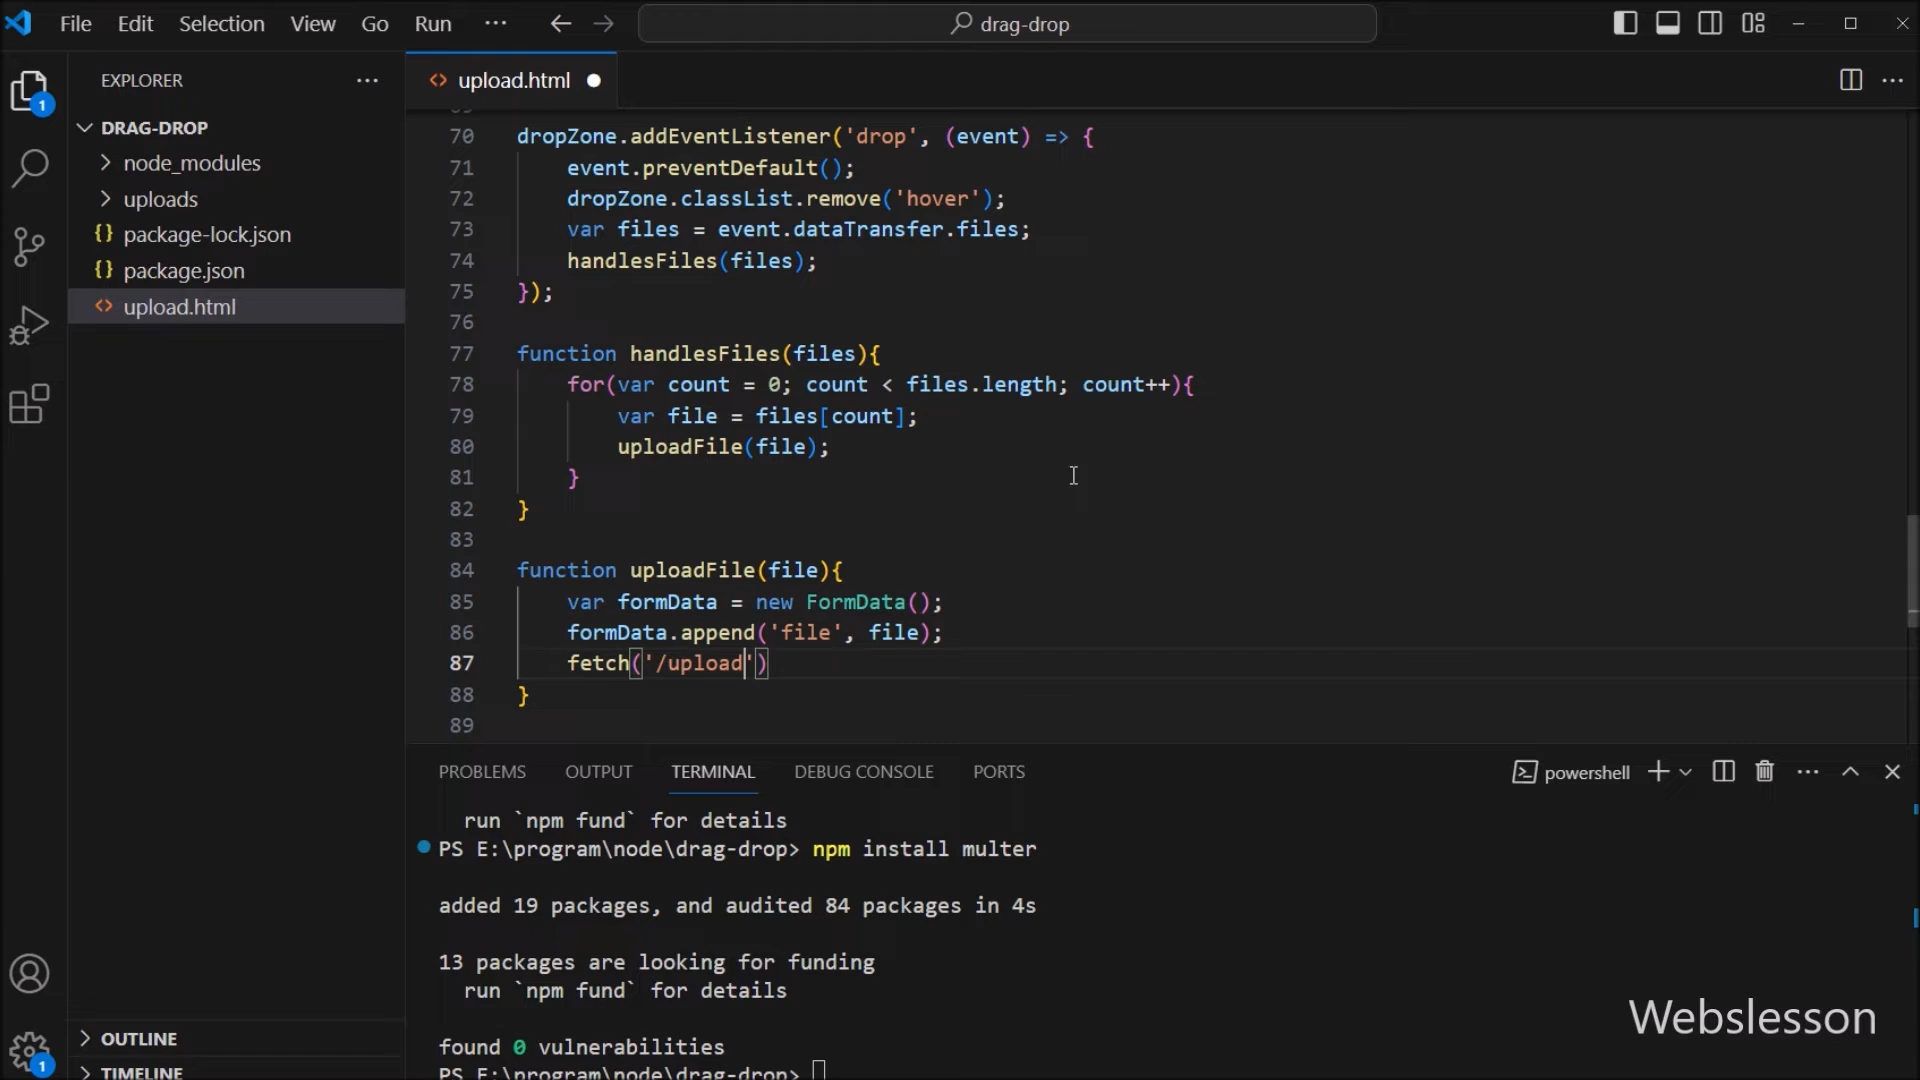 File Edit Selection View Go Run ··· drag-drop
EXPLORER ···
upload.html
DRAG-DROP
node_modules
uploads
{} package-lock.json
{} package.json
<> upload.html
1
70 dropZone.addEventListener('drop', (event) => {
71 event.preventDefault();
72 dropZone.classList.remove('hover');
73 var files = event.dataTransfer.files;
74 handlesFiles(files);
75 });
76
77 function handlesFiles(files){
78 for(var count = 0; count < files.length; count++){
79 var file = files[count];
80 uploadFile(file);
81 }
82 }
83
84 function uploadFile(file){
85 var formData = new FormData();
86 formData.append('file', file);
87 fetch('/upload')
88 }
89
PROBLEMS OUTPUT TERMINAL DEBUG CONSOLE PORTS powershell
run `npm fund` for details
PS E:\program\node\drag-drop> npm install multer
added 19 packages, and audited 84 packages in 4s
13 packages are looking for funding
run `npm fund` for details
found 0 vulnerabilities
PS E:\program\node\drag-drop>
OUTLINE
TIMELINE
1
Webslesson